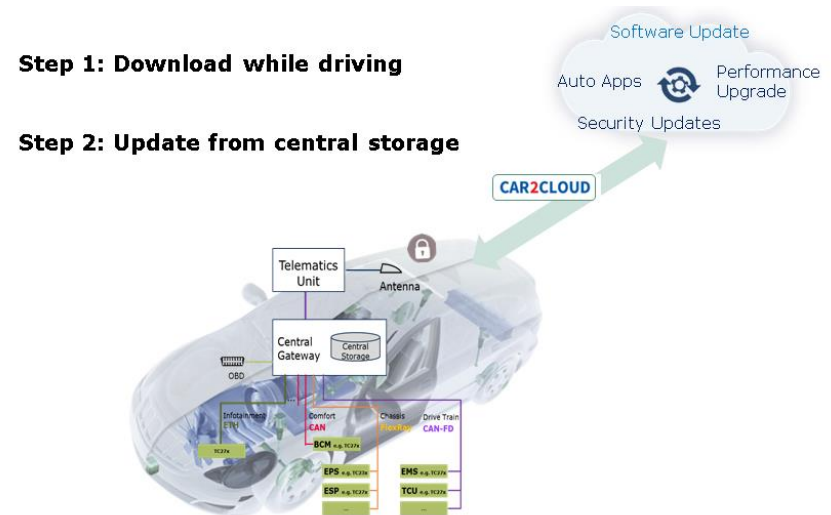 Software Update
Step 1: Download while driving
Auto Apps
Performance
Upgrade
Security Updates
Step 2: Update from central storage
CAR2CLOUD
Telematics
Unit
Antenna
Central
Gateway
Central
Storage
OBD
Infotainment
ETH
Comfort
CAN
Chassis
FlexRay
Drive Train
CAN-FD
...
TC37x
BCM e.g. TC27x
EPS e.g. TC23x
EMS e.g. TC27x
ESP e.g. TC27x
TCU e.g. TC27x
...
...